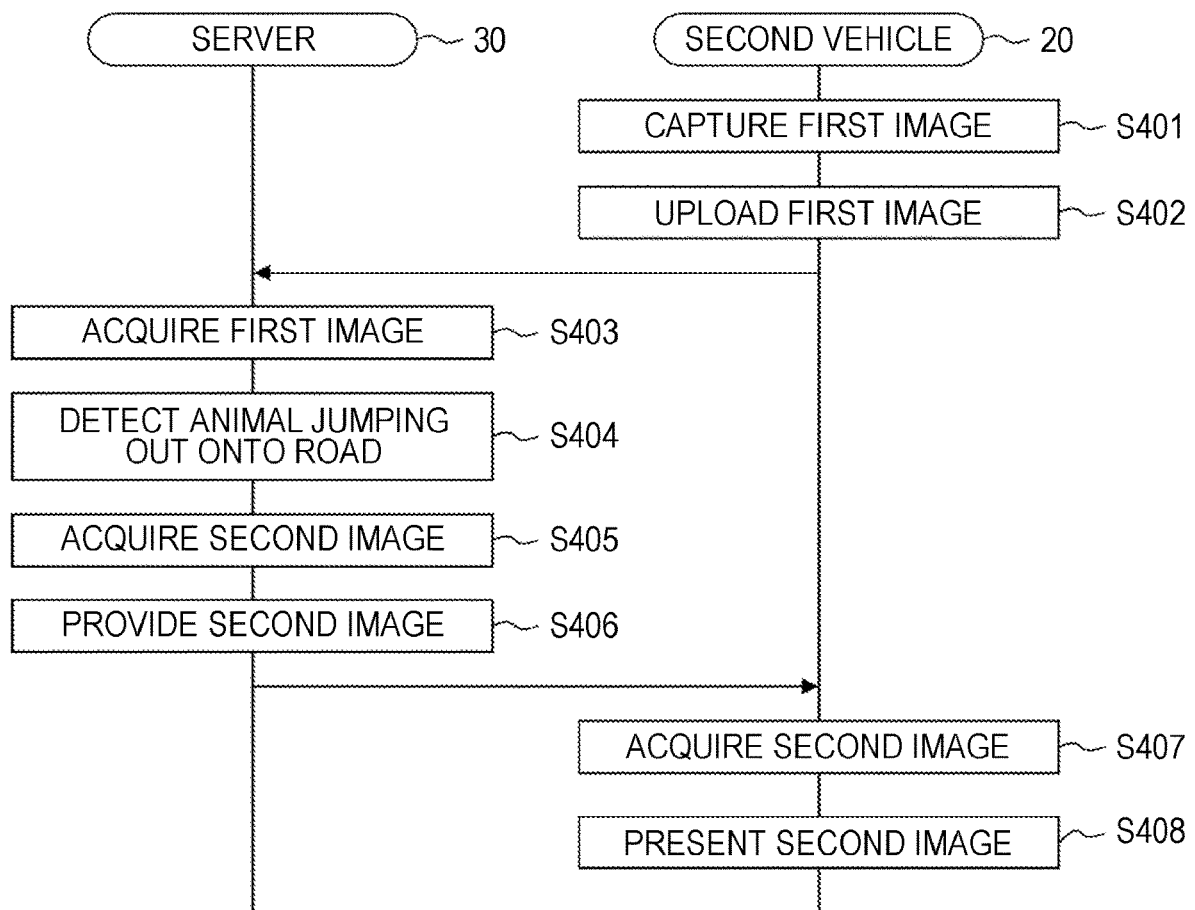 SERVER 30 SECOND VEHICLE 20
CAPTURE FIRST IMAGE S401
UPLOAD FIRST IMAGE S402
ACQUIRE FIRST IMAGE S403
DETECT ANIMAL JUMPING
OUT ONTO ROAD S404
ACQUIRE SECOND IMAGE S405
PROVIDE SECOND IMAGE S406
ACQUIRE SECOND IMAGE S407
PRESENT SECOND IMAGE S408